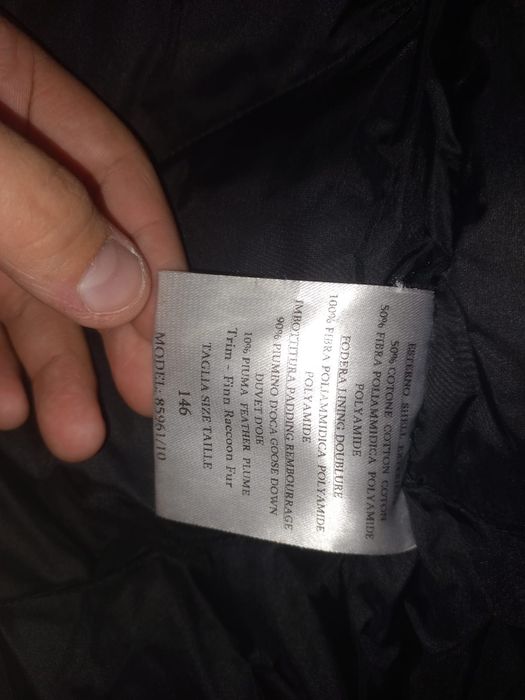 ESTERNO SHELL
50% COTONE COTTON COTON
50% FIBRA POLIAMMIDICA POLYAMIDE
POLYAMIDE
FODERA LINING DOUBLURE
100% FIBRA POLIAMMIDICA POLYAMIDE
POLYAMIDE
IMBOTTITURA PADDING REMBOURRAGE
90% PIUMINO D'OCA GOOSE DOWN
DUVET D'OIE
10% PIUMA FEATHER PLUME
Trim - Finn Raccoon Fur
TAGLIA SIZE TAILLE
146
MODEL: 85961/10